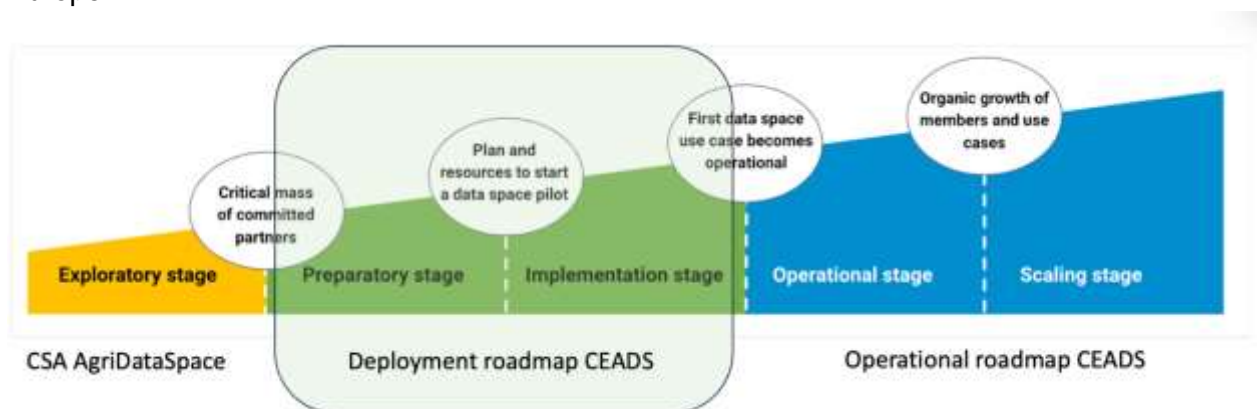 Critical mass
of committed
partners
Plan and
resources to start
a data space pilot
First data space
use case becomes
operational
Organic growth of
members and use
cases
Exploratory stage
Preparatory stage
Implementation stage
Operational stage
Scaling stage
CSA AgriDataSpace
Deployment roadmap CEADS
Operational roadmap CEADS